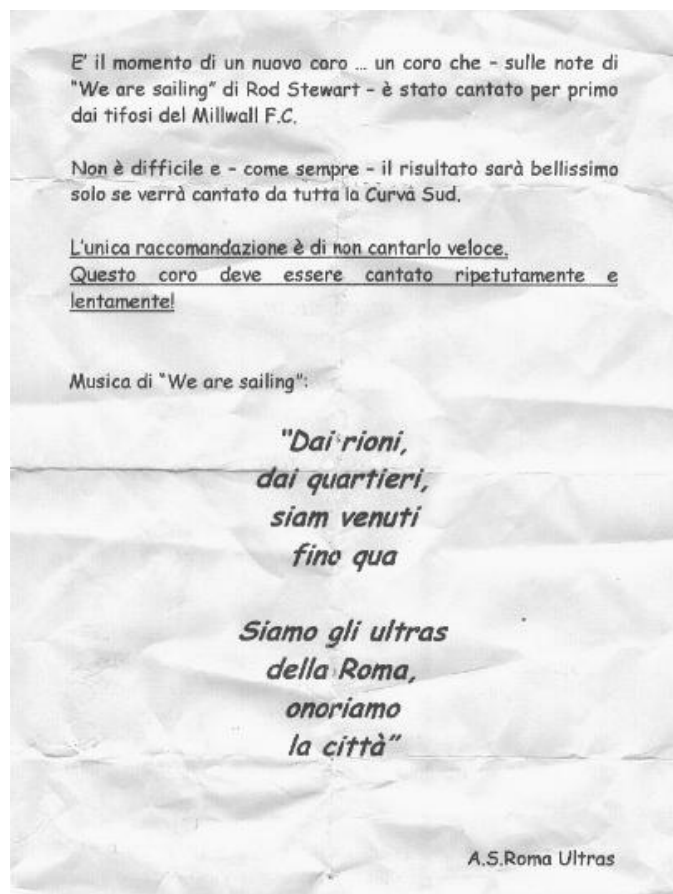 E' il momento di un nuovo coro ... un coro che - sulle note di
"We are sailing" di Rod Stewart - è stato cantato per primo
dai tifosi del Millwall F.C.
Non è difficile e - come sempre - il risultato sarà bellissimo
solo se verrà cantato da tutta la Curva Sud.
L'unica raccomandazione è di non cantarlo veloce.
Questo coro deve essere cantato ripetutamente e
lentamente!
Musica di "We are sailing":
"Dai rioni,
dai quartieri,
siam venuti
fino qua
Siamo gli ultras
della Roma,
onoriamo
la città"
A.S.Roma Ultras